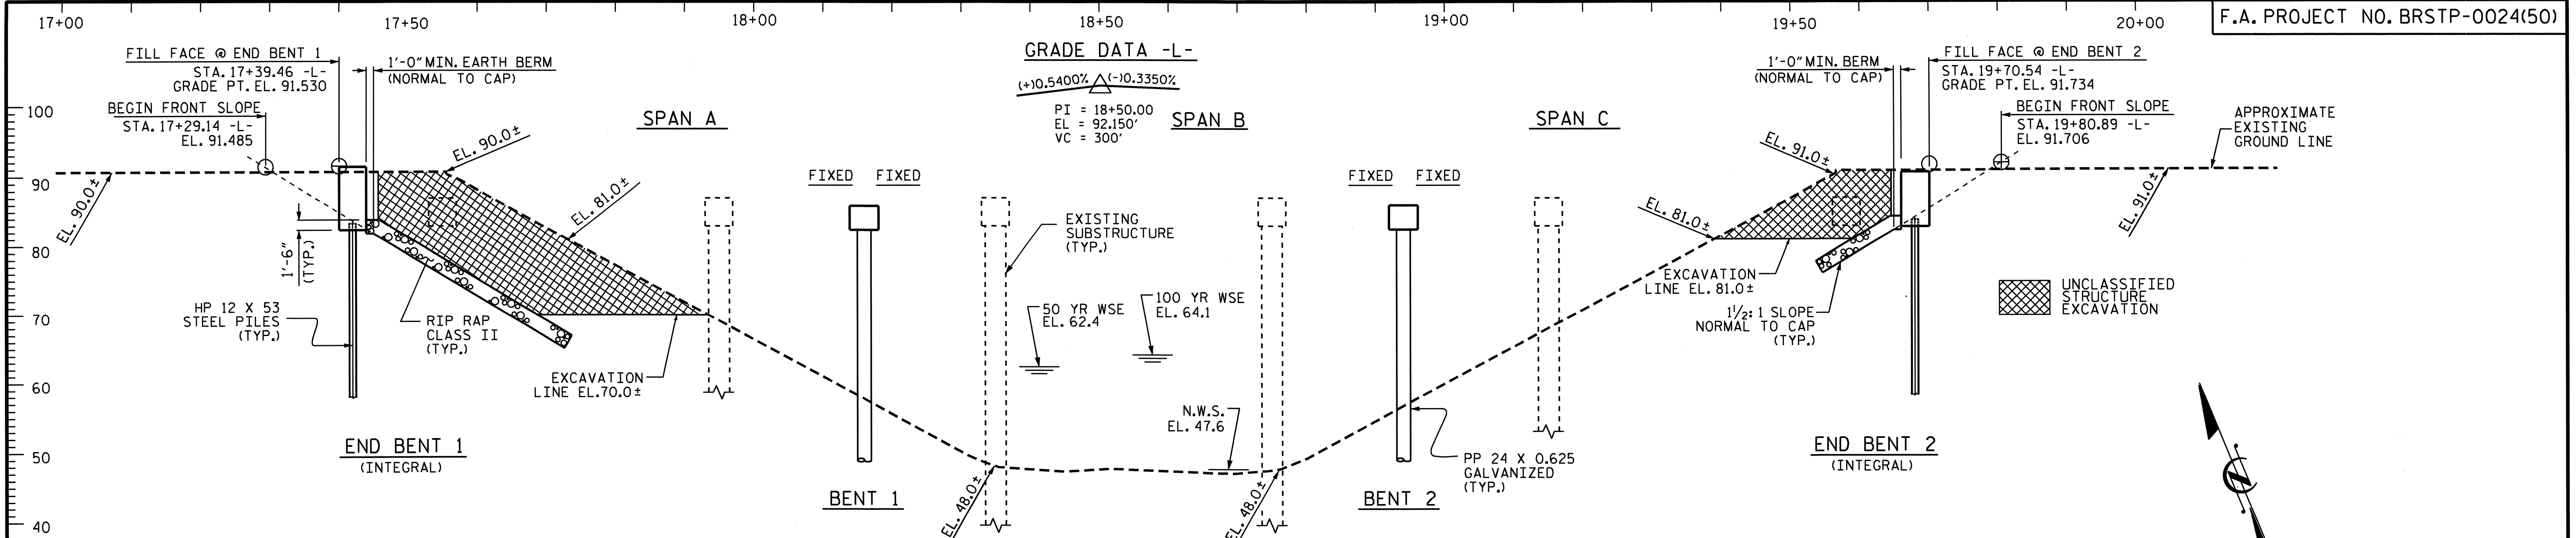 17+00
17+50
18+00
18+50
19+00
19+50
20+00
F.A. PROJECT NO. BRSTP-0024(50)
FILL FACE @ END BENT 1
STA. 17+39.46 -L-
GRADE PT. EL. 91.530
1'-0" MIN. EARTH BERM
(NORMAL TO CAP)
BEGIN FRONT SLOPE
STA. 17+29.14 -L-
EL. 91.485
GRADE DATA -L-
(+)0.5400%
(-)0.3350%
PI = 18+50.00
EL = 92.150'
VC = 300'
1'-0" MIN. BERM
(NORMAL TO CAP)
FILL FACE @ END BENT 2
STA. 19+70.54 -L-
GRADE PT. EL. 91.734
BEGIN FRONT SLOPE
STA. 19+80.89 -L-
EL. 91.706
APPROXIMATE
EXISTING
GROUND LINE
100
90
80
70
60
50
40
SPAN A
SPAN B
SPAN C
EL. 90.0±
EL. 90.0±
EL. 81.0±
FIXED
FIXED
FIXED
FIXED
EL. 91.0±
EL. 81.0±
EL. 91.0±
1'-6"
(TYP.)
HP 12 X 53
STEEL PILES
(TYP.)
RIP RAP
CLASS II
(TYP.)
EXCAVATION
LINE EL.70.0±
EXISTING
SUBSTRUCTURE
(TYP.)
50 YR WSE
EL. 62.4
100 YR WSE
EL. 64.1
N.W.S.
EL. 47.6
EXCAVATION
LINE EL. 81.0±
1½:1 SLOPE
NORMAL TO CAP
(TYP.)
UNCLASSIFIED
STRUCTURE
EXCAVATION
END BENT 1
(INTEGRAL)
BENT 1
EL. 48.0±
EL. 48.0±
BENT 2
PP 24 X 0.625
GALVANIZED
(TYP.)
END BENT 2
(INTEGRAL)
N